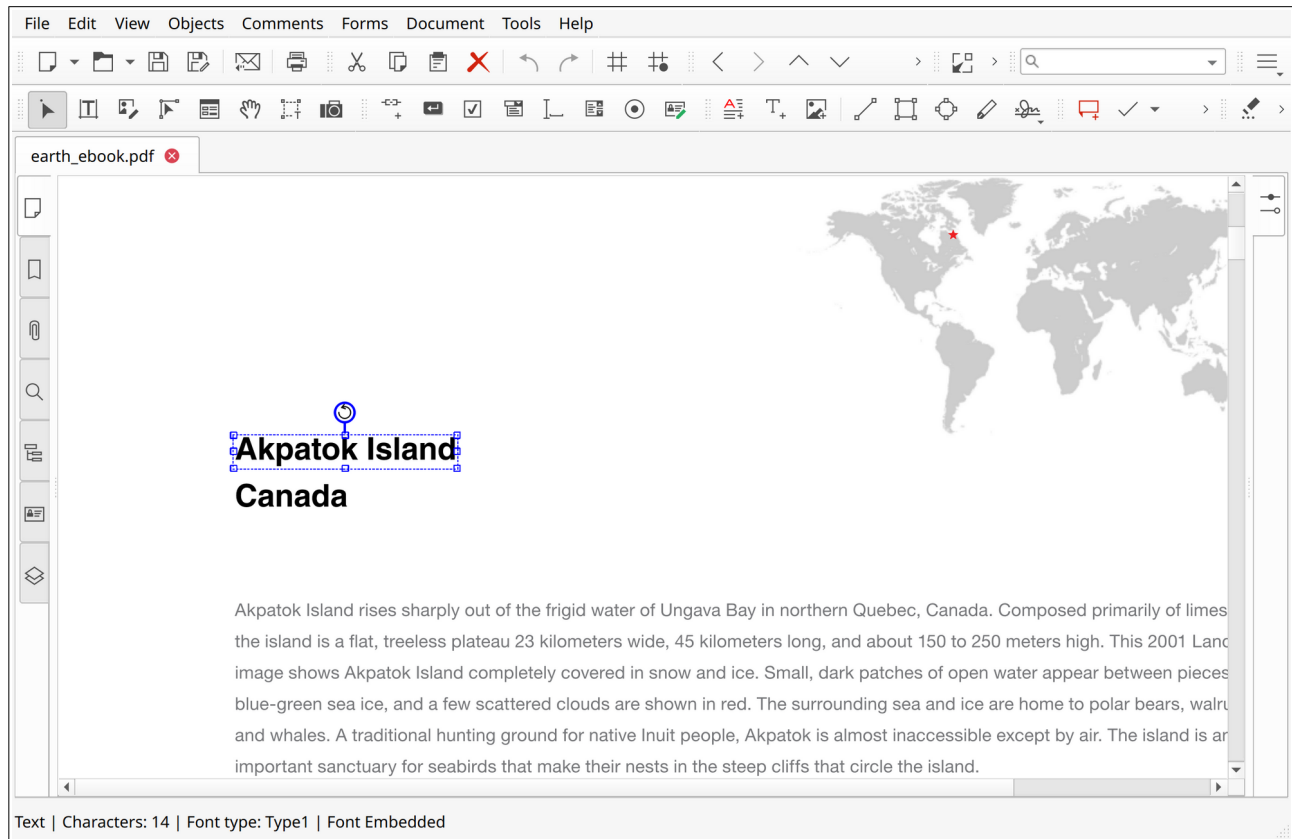 File Edit View Objects Comments Forms Document Tools Help
earth_ebook.pdf
Akpatok Island
Canada
Akpatok Island rises sharply out of the frigid water of Ungava Bay in northern Quebec, Canada. Composed primarily of limes
the island is a flat, treeless plateau 23 kilometers wide, 45 kilometers long, and about 150 to 250 meters high. This 2001 Land
image shows Akpatok Island completely covered in snow and ice. Small, dark patches of open water appear between pieces
blue-green sea ice, and a few scattered clouds are shown in red. The surrounding sea and ice are home to polar bears, walru
and whales. A traditional hunting ground for native Inuit people, Akpatok is almost inaccessible except by air. The island is an
important sanctuary for seabirds that make their nests in the steep cliffs that circle the island.
Text | Characters: 14 | Font type: Type1 | Font Embedded